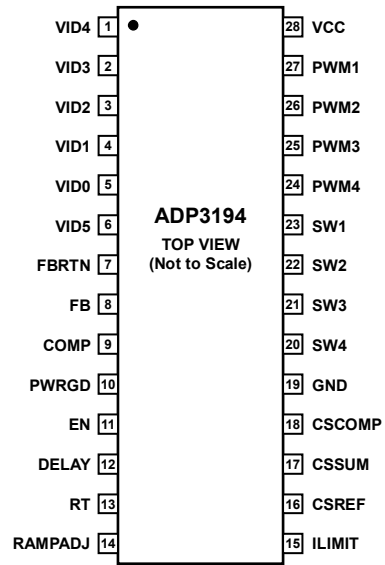 VID4 1
VID3 2
VID2 3
VID1 4
VID0 5
VID5 6
FBRTN 7
FB 8
COMP 9
PWRGD 10
EN 11
DELAY 12
RT 13
RAMPADJ 14
ADP3194
TOP VIEW
(Not to Scale)
28 VCC
27 PWM1
26 PWM2
25 PWM3
24 PWM4
23 SW1
22 SW2
21 SW3
20 SW4
19 GND
18 CSCOMP
17 CSSUM
16 CSREF
15 ILIMIT